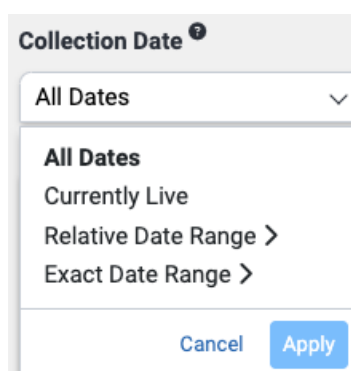 Collection Date ?
All Dates
All Dates
Currently Live
Relative Date Range >
Exact Date Range >
Cancel Apply